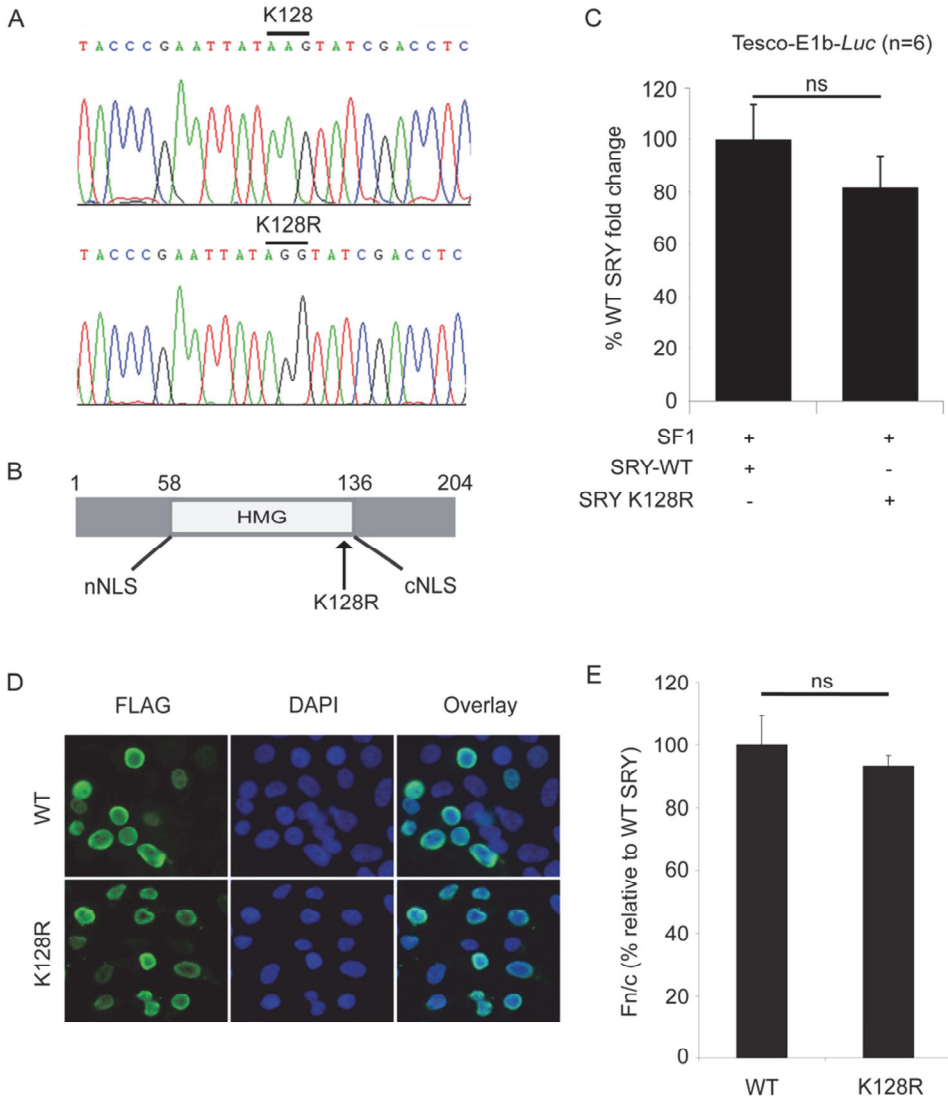 A
K128
T A C C C G A A T T A T A A G T A T C G A C C T C
K128R
T A C C C G A A T T A T A G G T A T C G A C C T C
B
1 58 136 204
HMG
nNLS
cNLS
K128R
C
Tesco-E1b-Luc (n=6)
ns
% WT SRY fold change
120
100
80
60
40
20
0
SF1 + +
SRY-WT + -
SRY K128R - +
D
FLAG DAPI Overlay
WT
K128R
E
ns
Fn/c (% relative to WT SRY)
120
100
80
60
40
20
0
WT K128R